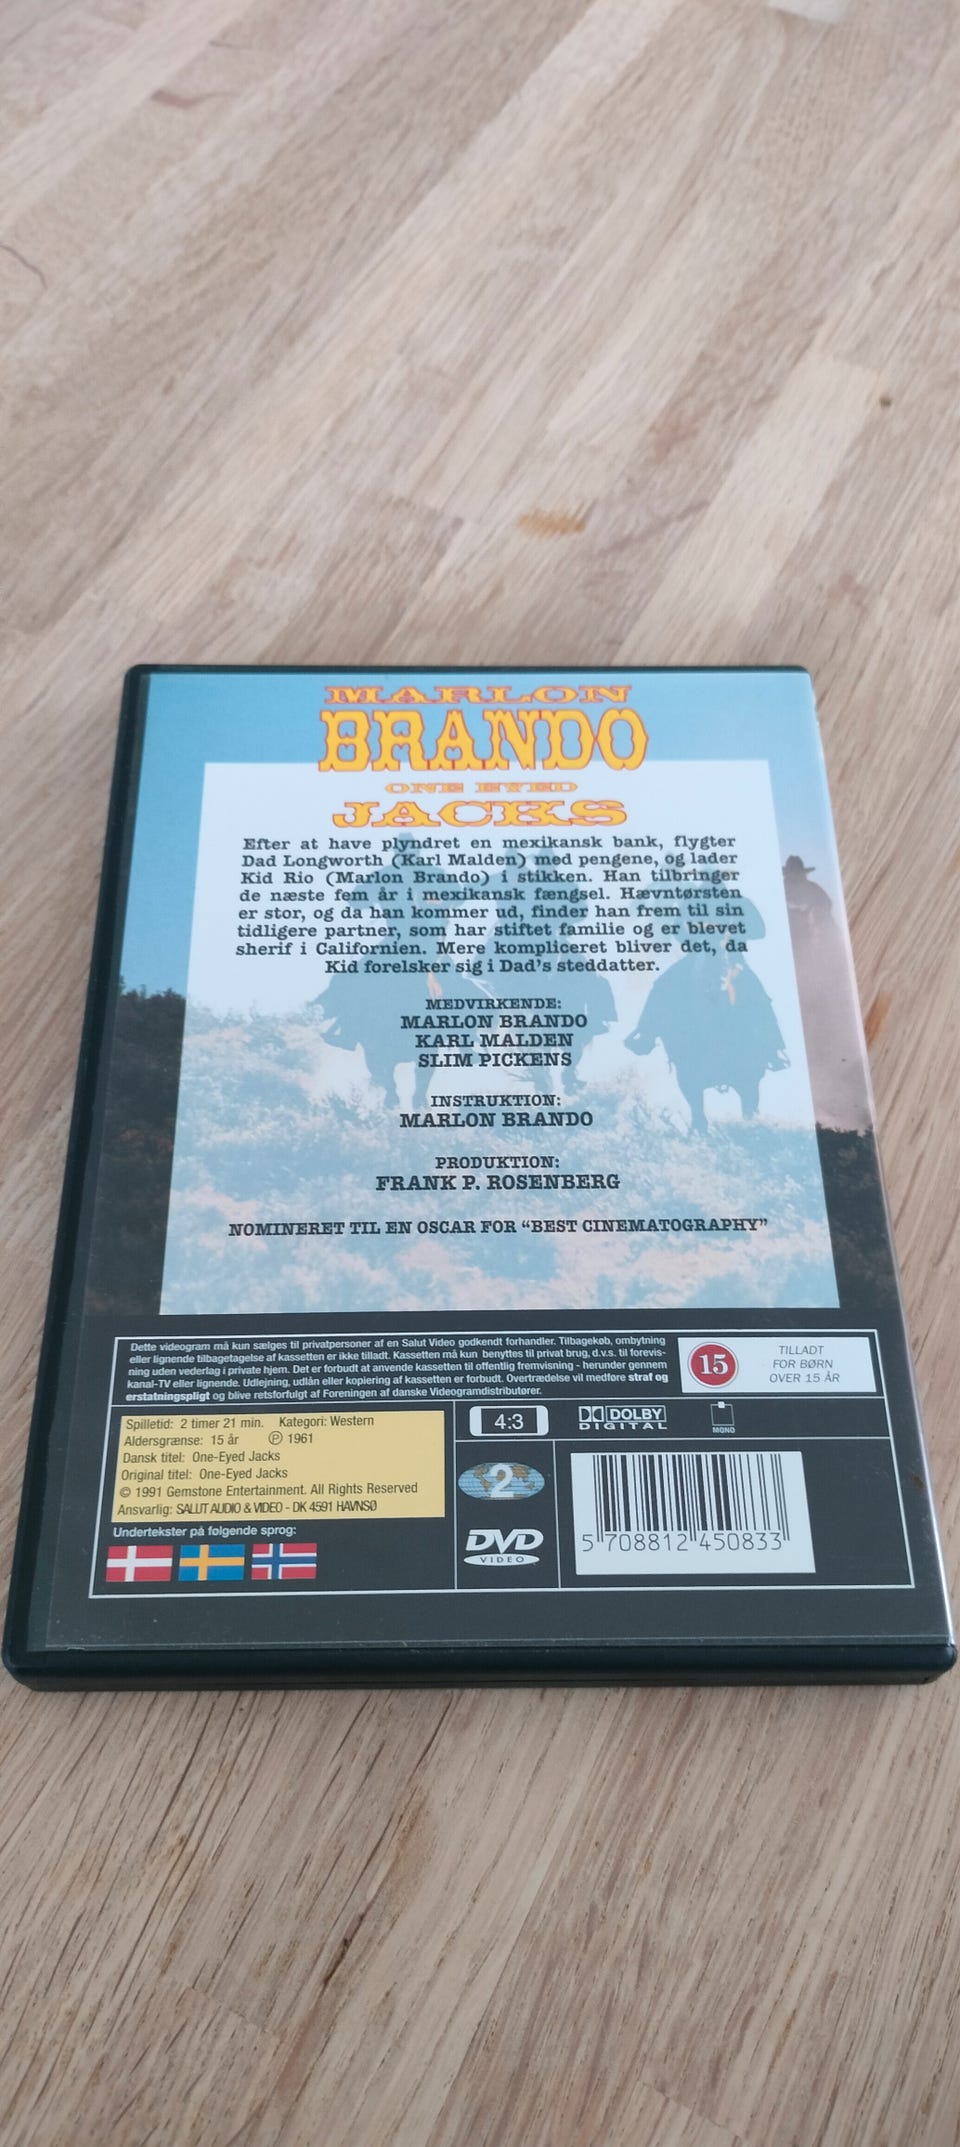 MARLON
BRANDO
ONE EYED
JACKS
Efter at have plyndret en mexikansk bank, flygter
Dad Longworth (Karl Malden) med pengene, og lader
Kid Rio (Marlon Brando) i stikken. Han tilbringer
de næste fem år i mexikansk fængsel. Hævntørsten
er stor, og da han kommer ud, finder han frem til sin
tidligere partner, som har stiftet familie og er blevet
sherif i Californien. Mere kompliceret bliver det, da
Kid forelsker sig i Dad's steddatter.
MEDVIRKENDE:
MARLON BRANDO
KARL MALDEN
SLIM PICKENS
INSTRUKTION:
MARLON BRANDO
PRODUKTION:
FRANK P. ROSENBERG
NOMINERET TIL EN OSCAR FOR “BEST CINEMATOGRAPHY”
Dette videogram må kun sælges til privatpersoner af en Salut Video godkendt forhandler. Tilbagekøb, ombytning
eller lignende tilbagetagelse af kassetten er ikke tilladt. Kassetten må kun benyttes til privat brug, d.v.s. til forevis-
ning uden vederlag i private hjem. Det er forbudt at anvende kassetten til offentlig fremvisning - herunder gennem
kanal-TV eller lignende. Udlejning, udlån eller kopiering af kassetten er forbudt. Overtrædelse vil medføre straf og
erstatningspligt og blive retsforfulgt af Foreningen af danske Videogramdistributører.
15
TILLADT
FOR BØRN
OVER 15 ÅR
Spilletid: 2 timer 21 min. Kategori: Western
Aldersgrænse: 15 år ℗ 1961
Dansk titel: One-Eyed Jacks
Original titel: One-Eyed Jacks
© 1991 Gemstone Entertainment. All Rights Reserved
Ansvarlig: SALUT AUDIO & VIDEO - DK 4591 HAVNSØ
Undertekster på følgende sprog:
4:3
DOLBY
DIGITAL
MONO
2
DVD
VIDEO
5 708812 450833